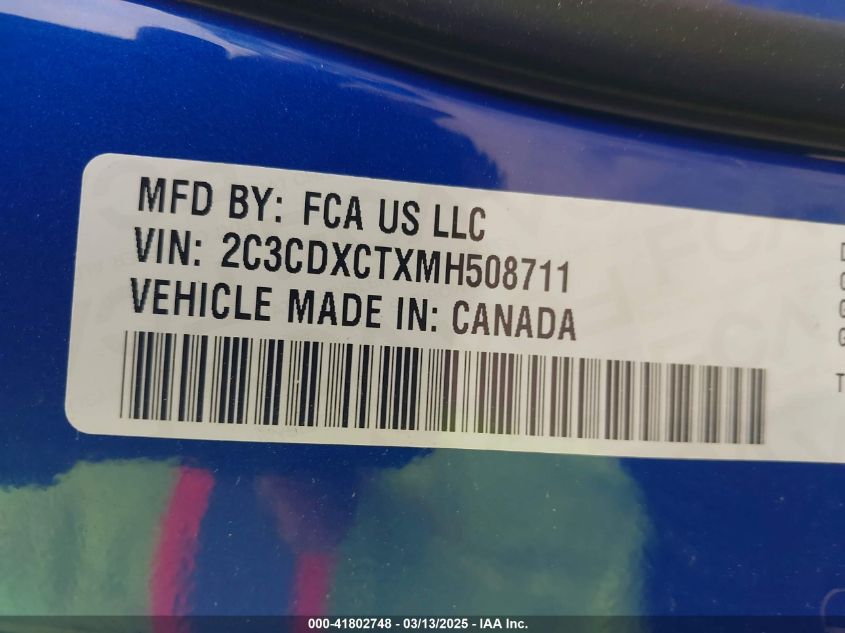 MFD BY: FCA US LLC
VIN: 2C3CDXCTXMH508711
VEHICLE MADE IN: CANADA
000-41802748 - 03/13/2025 - IAA Inc.